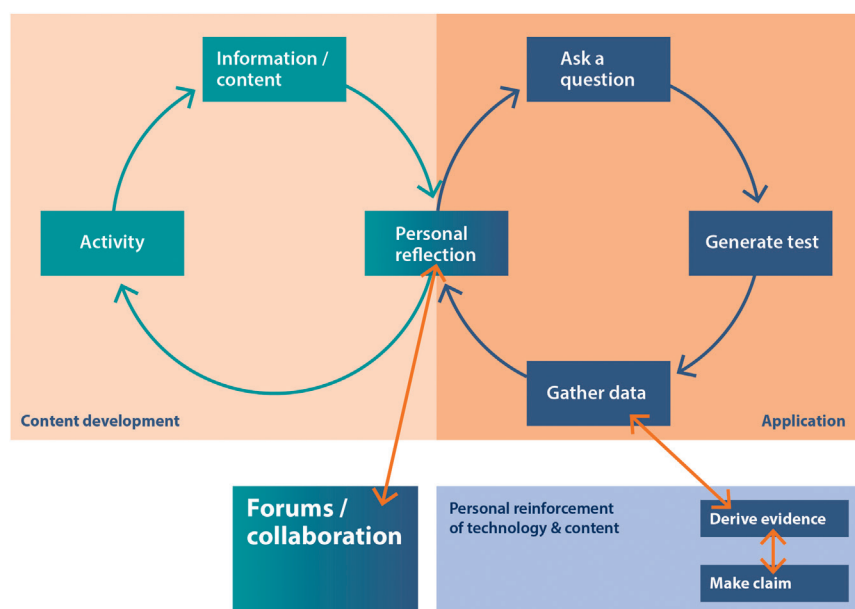 Information /
content
Ask a
question
Activity
Personal
reflection
Generate test
Gather data
Content development
Application
Forums /
collaboration
Personal reinforcement
of technology & content
Derive evidence
Make claim